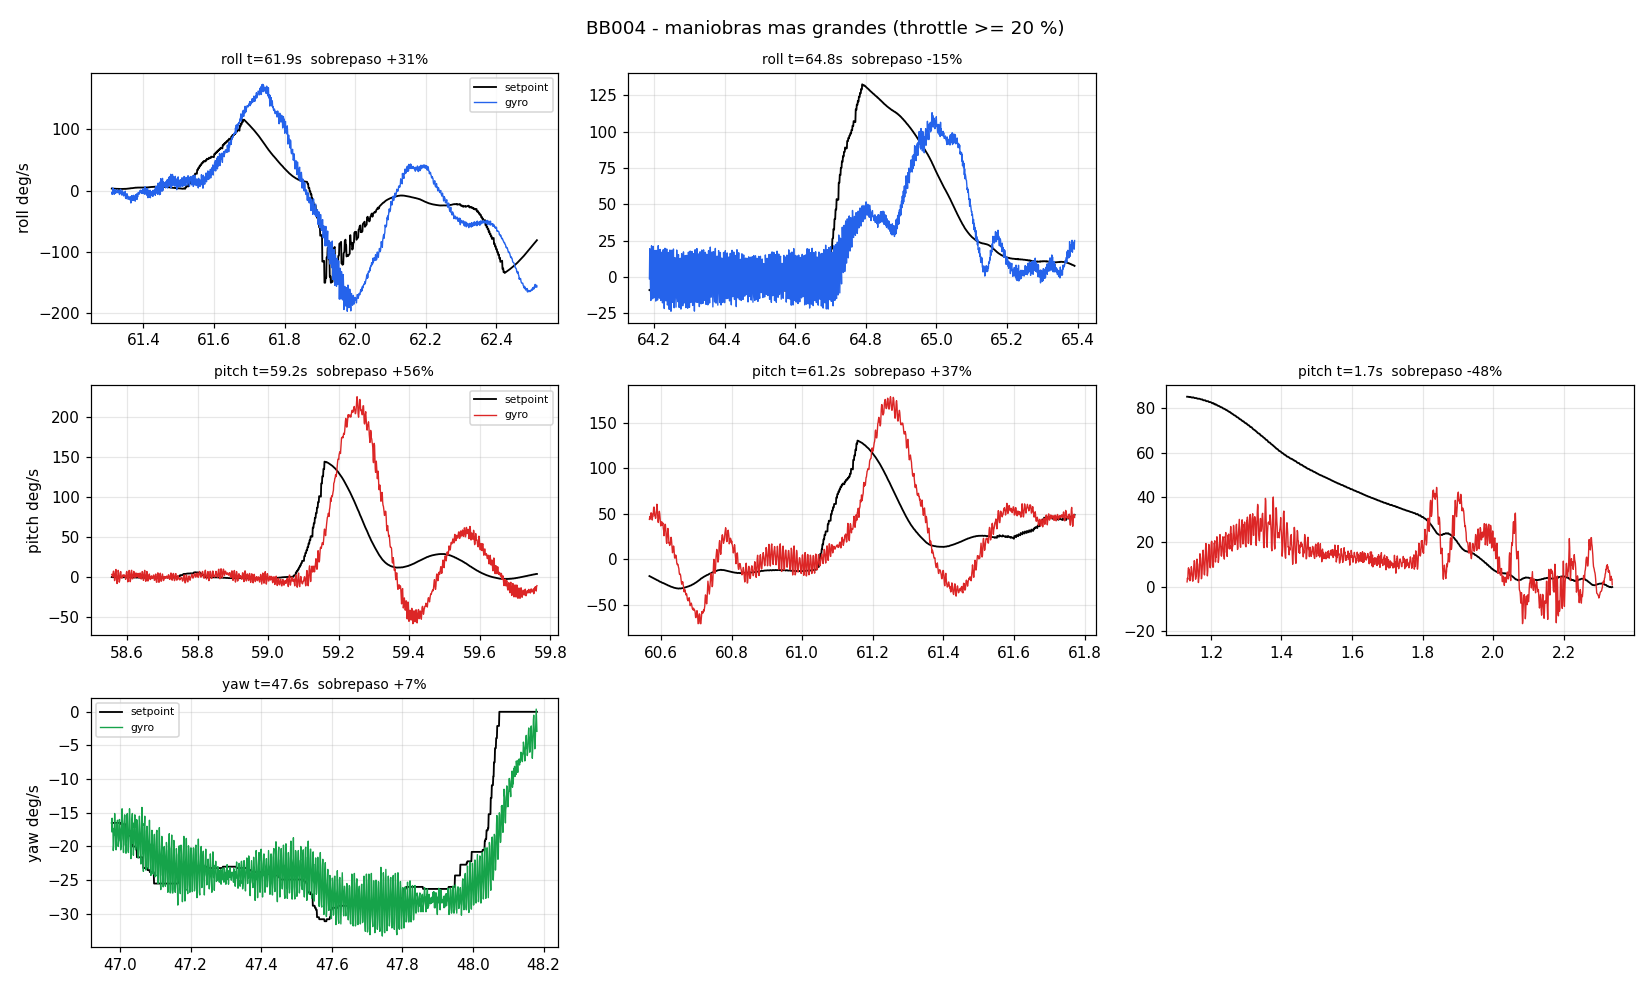 BB004 - maniobras mas grandes (throttle >= 20 %)
roll t=61.9s  sobrepaso +31%
roll deg/s
100
0
−100
−200
61.4 61.6 61.8 62.0 62.2 62.4
setpoint
gyro
roll t=64.8s  sobrepaso -15%
125
100
75
50
25
0
−25
64.2 64.4 64.6 64.8 65.0 65.2 65.4
pitch t=59.2s  sobrepaso +56%
pitch deg/s
200
150
100
50
0
−50
58.6 58.8 59.0 59.2 59.4 59.6 59.8
setpoint
gyro
pitch t=61.2s  sobrepaso +37%
150
100
50
0
−50
60.6 60.8 61.0 61.2 61.4 61.6 61.8
pitch t=1.7s  sobrepaso -48%
80
60
40
20
0
−20
1.2 1.4 1.6 1.8 2.0 2.2
yaw t=47.6s  sobrepaso +7%
yaw deg/s
0
−5
−10
−15
−20
−25
−30
47.0 47.2 47.4 47.6 47.8 48.0 48.2
setpoint
gyro